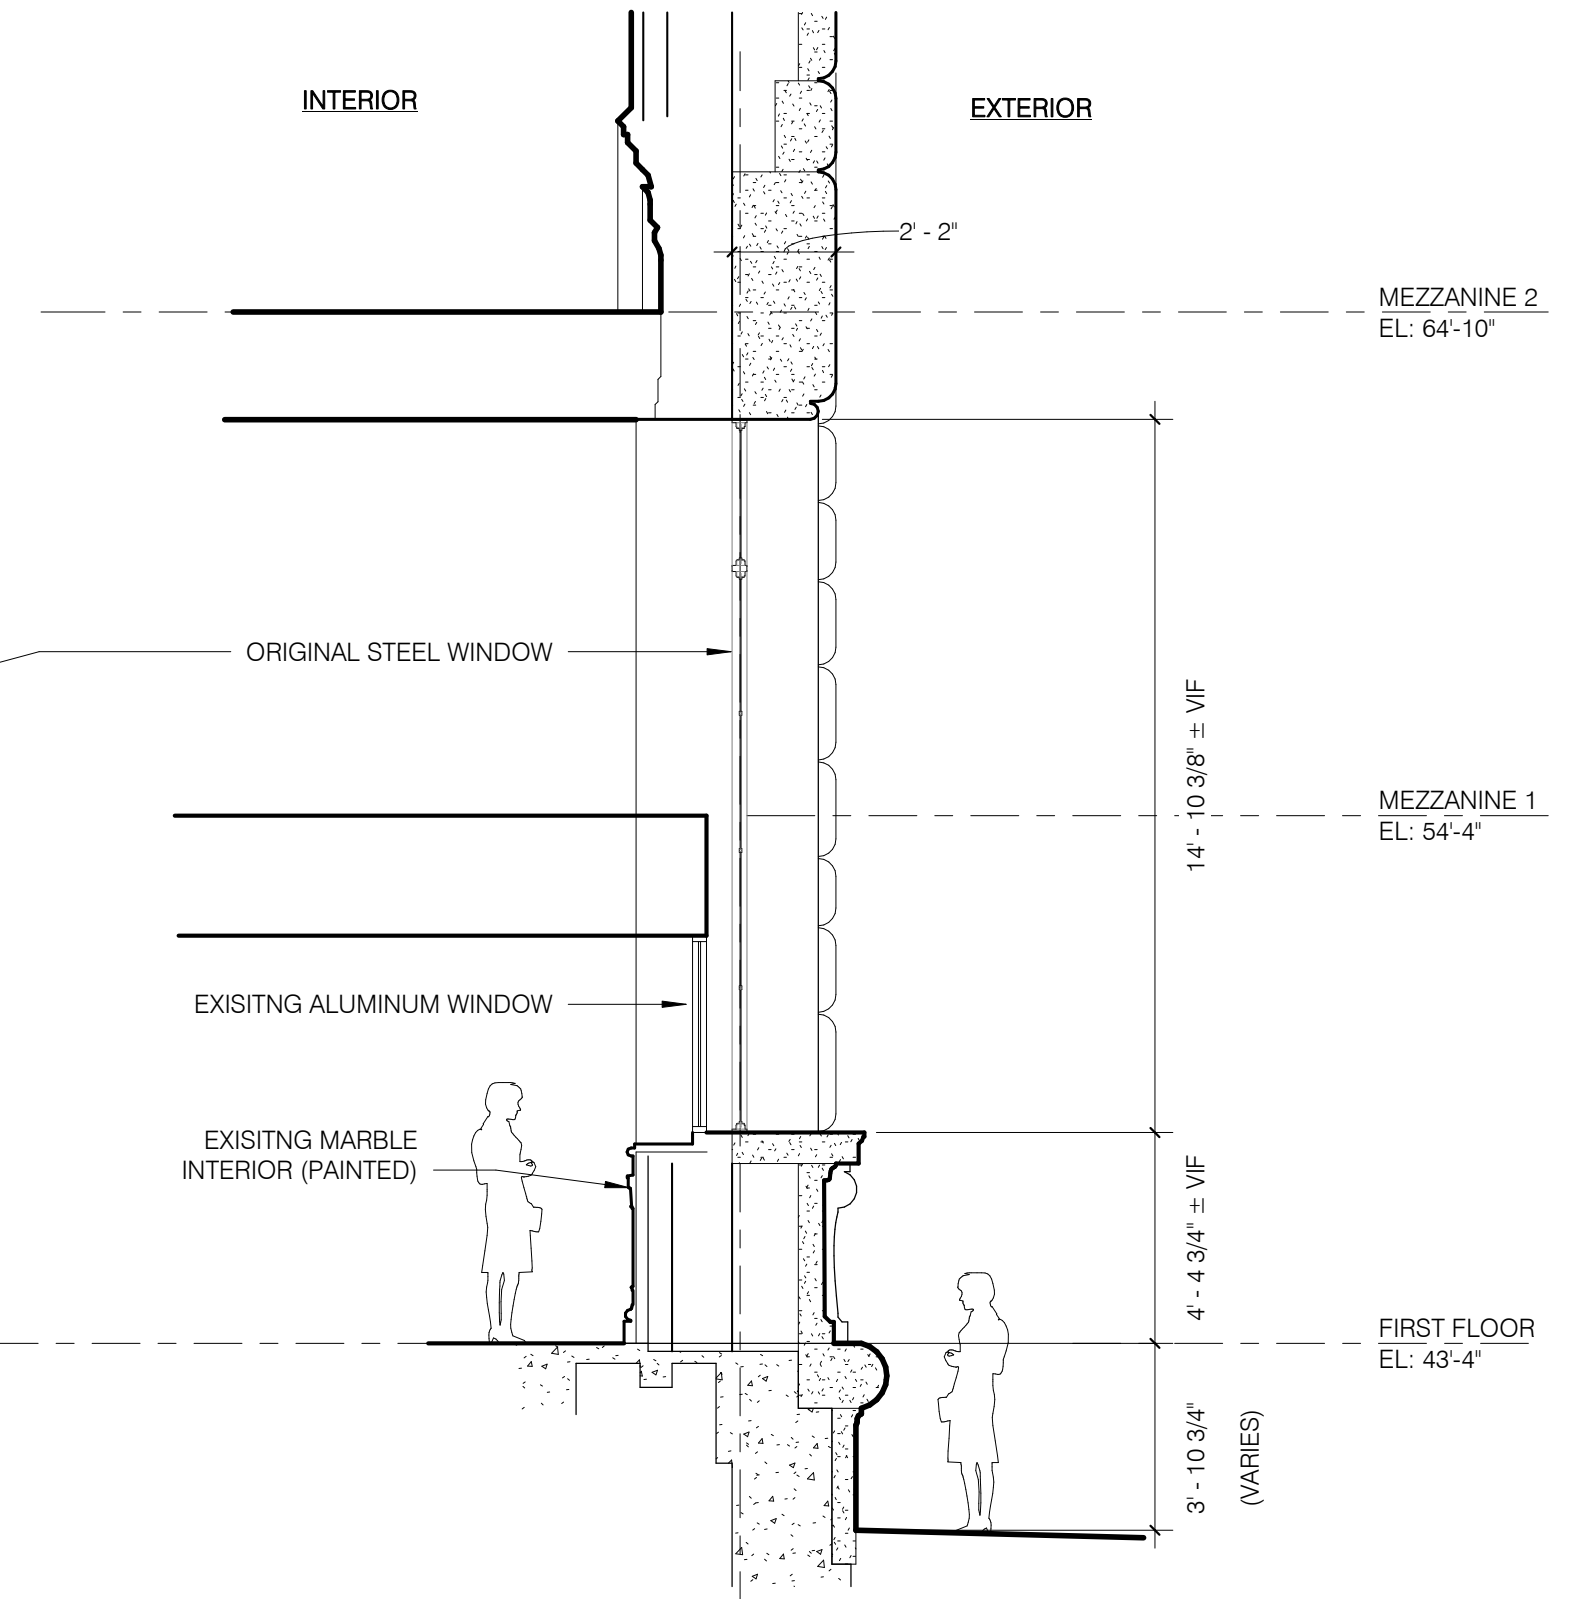 INTERIOR
EXTERIOR
2' - 2"
MEZZANINE 2
EL: 64'-10"
ORIGINAL STEEL WINDOW
14' - 10 3/8" ± VIF
MEZZANINE 1
EL: 54'-4"
EXISITNG ALUMINUM WINDOW
EXISITNG MARBLE
INTERIOR (PAINTED)
4' - 4 3/4" ± VIF
FIRST FLOOR
EL: 43'-4"
3' - 10 3/4"
(VARIES)